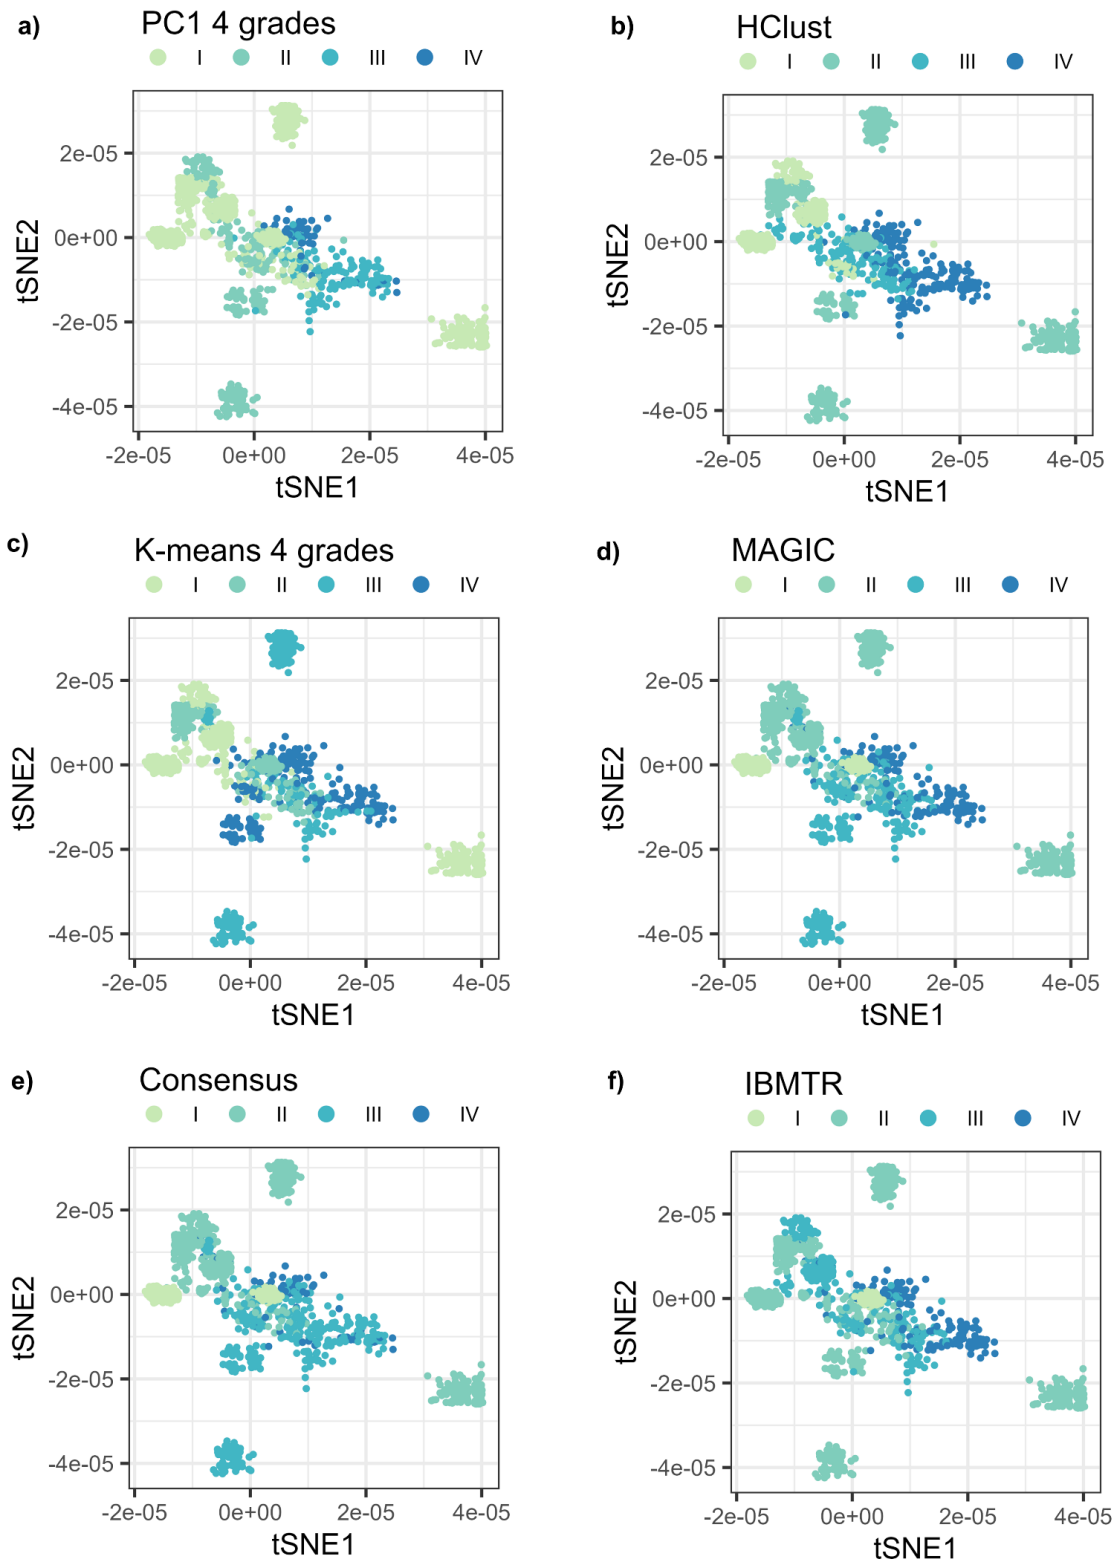 a)
PC1 4 grades
I II III IV
tSNE2
2e-05
0e+00
-2e-05
-4e-05
-2e-05 0e+00 2e-05 4e-05
tSNE1
b)
HClust
I II III IV
tSNE2
2e-05
0e+00
-2e-05
-4e-05
-2e-05 0e+00 2e-05 4e-05
tSNE1
c)
K-means 4 grades
I II III IV
tSNE2
2e-05
0e+00
-2e-05
-4e-05
-2e-05 0e+00 2e-05 4e-05
tSNE1
d)
MAGIC
I II III IV
tSNE2
2e-05
0e+00
-2e-05
-4e-05
-2e-05 0e+00 2e-05 4e-05
tSNE1
e)
Consensus
I II III IV
tSNE2
2e-05
0e+00
-2e-05
-4e-05
-2e-05 0e+00 2e-05 4e-05
tSNE1
f)
IBMTR
I II III IV
tSNE2
2e-05
0e+00
-2e-05
-4e-05
-2e-05 0e+00 2e-05 4e-05
tSNE1